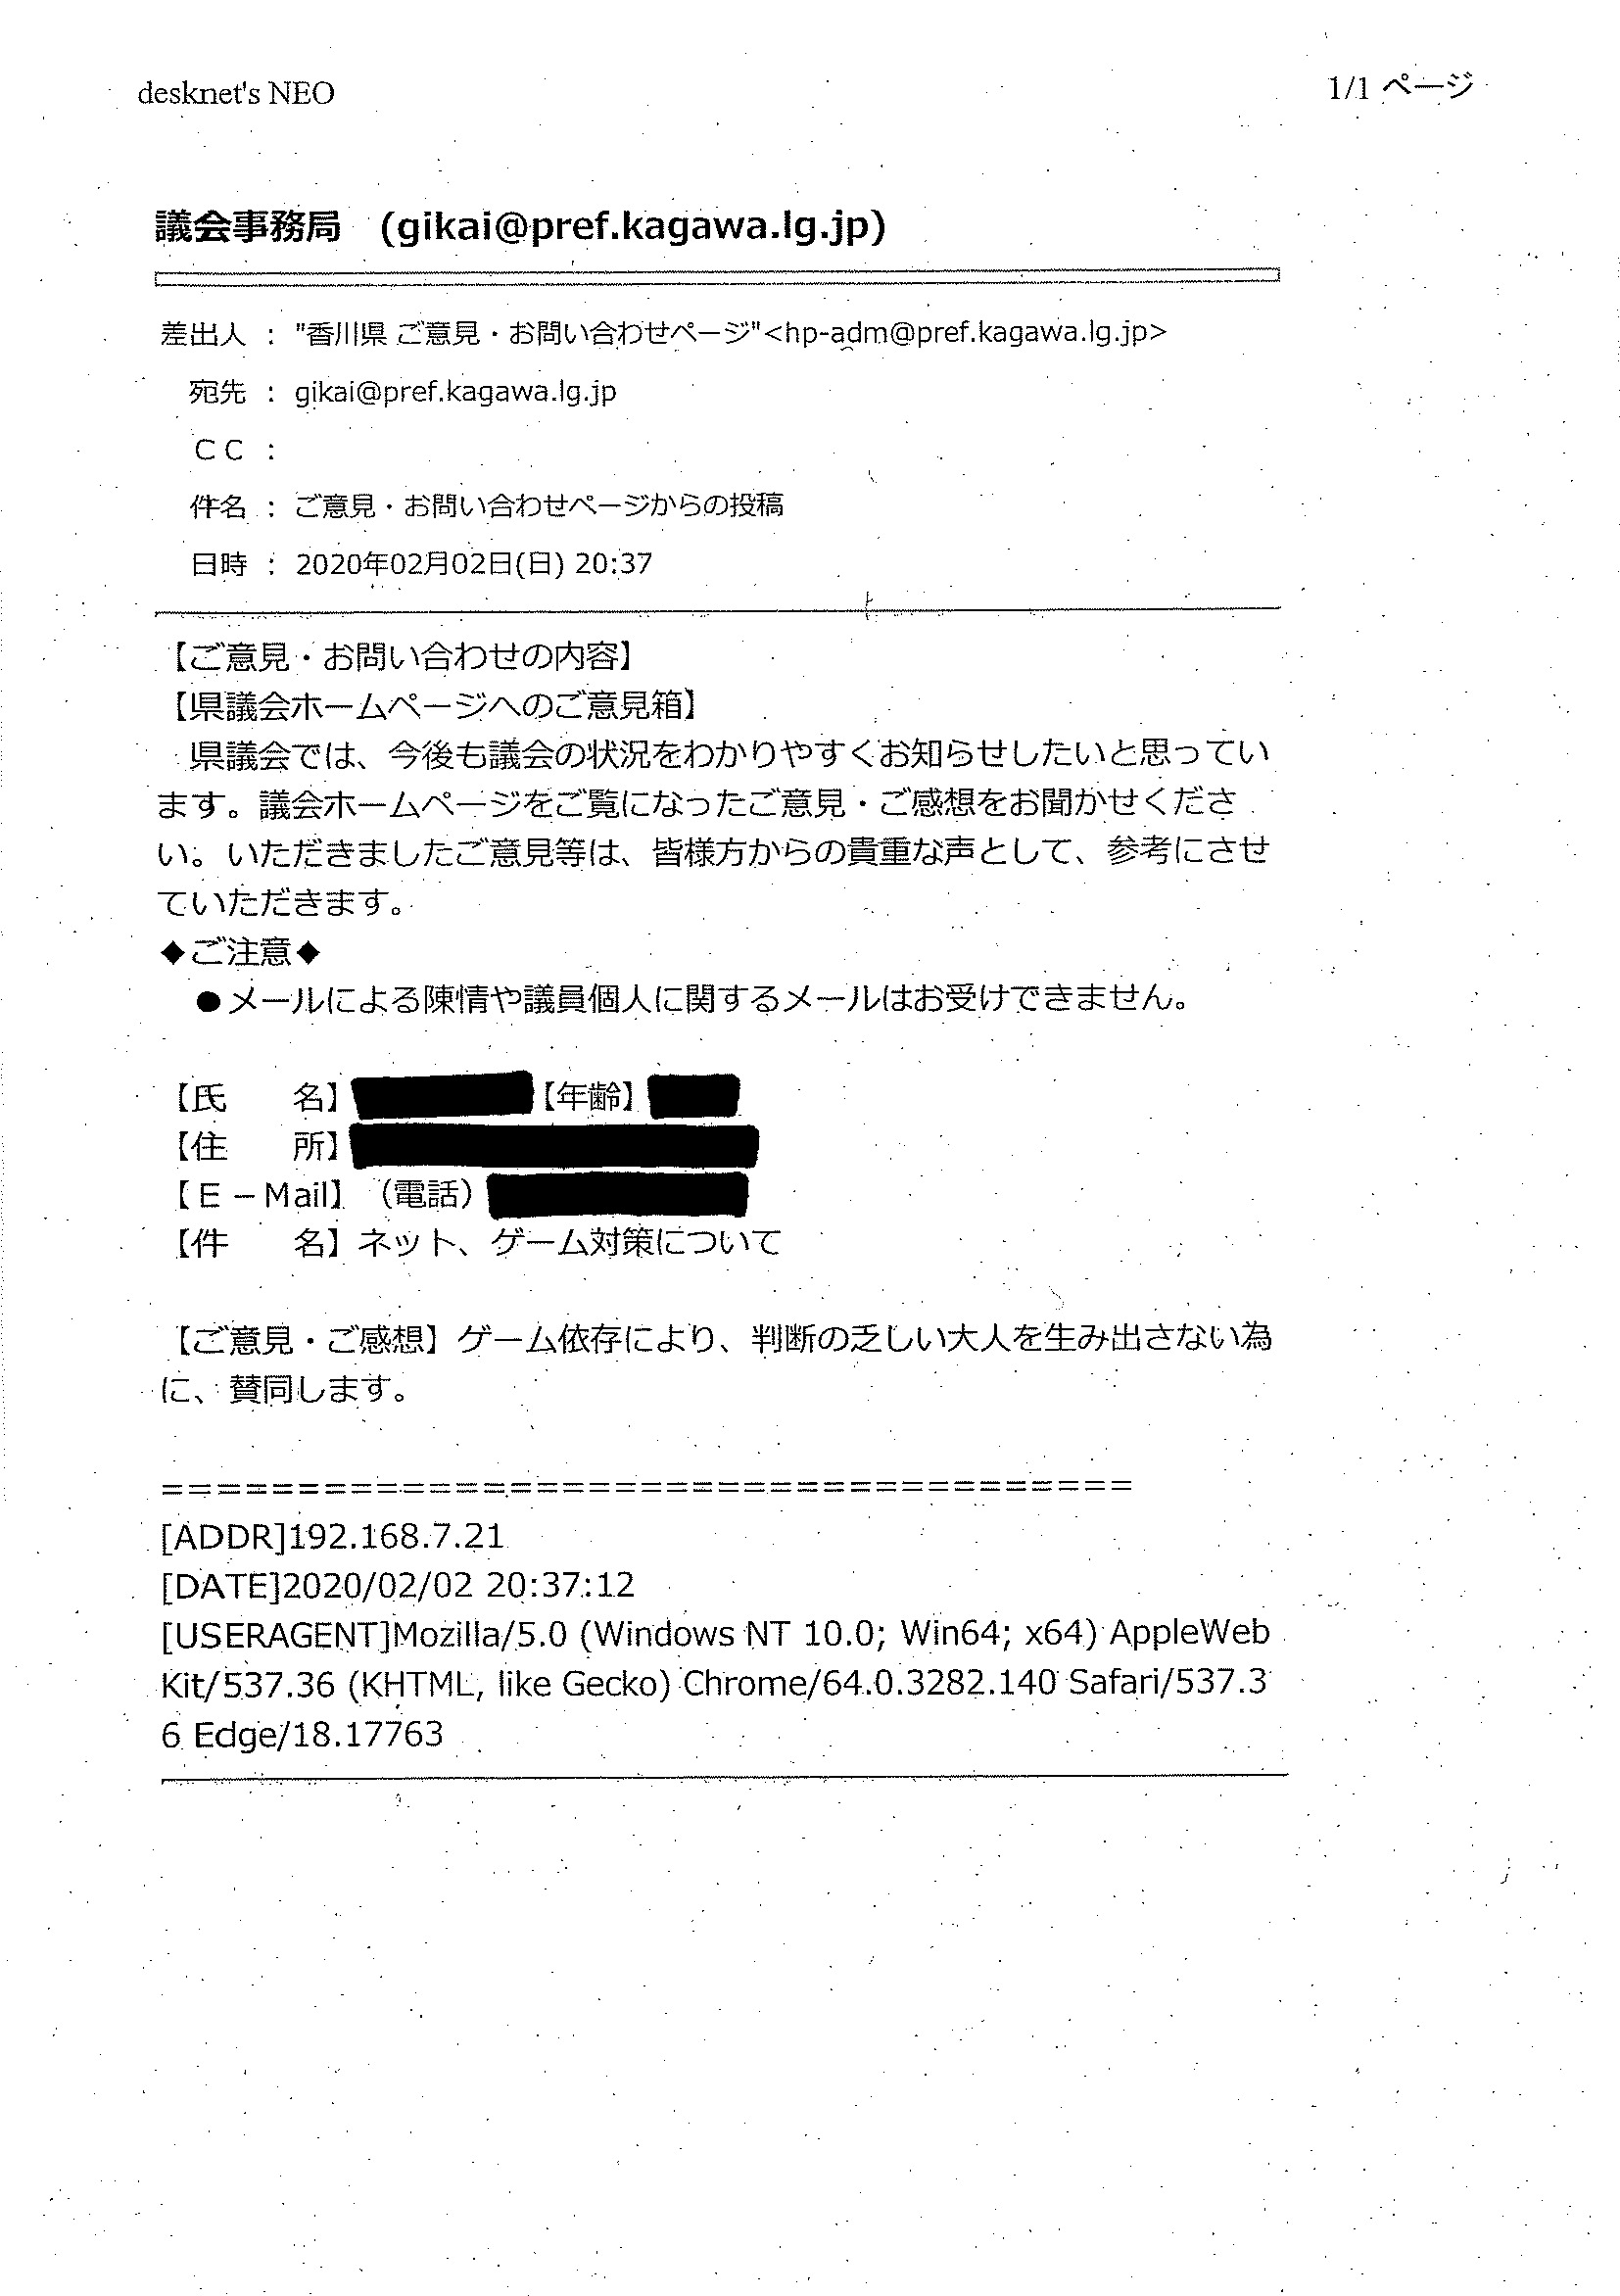 desknet's NEO
1/1 ページ
議会事務局 (gikai@pref.kagawa.lg.jp)
差出人 : "香川県 ご意見・お問い合わせページ"<hp-adm@pref.kagawa.lg.jp>
宛先 : gikai@pref.kagawa.lg.jp
CC :
件名 : ご意見・お問い合わせページからの投稿
日時 : 2020年02月02日(日) 20:37
【ご意見・お問い合わせの内容】
【県議会ホームページへのご意見箱】
県議会では、今後も議会の状況をわかりやすくお知らせしたいと思ってい
ます。議会ホームページをご覧になったご意見・ご感想をお聞かせくださ
い。いただきましたご意見等は、皆様方からの貴重な声として、参考にさせ
ていただきます。
◆ご注意◆
●メールによる陳情や議員個人に関するメールはお受けできません。
【氏　　名】【年齢】
【住　　所】
【E－Mail】（電話）
【件　　名】ネット、ゲーム対策について
【ご意見・ご感想】ゲーム依存により、判断の乏しい大人を生み出さない為
に、賛同します。
=====================================
[ADDR]192.168.7.21
[DATE]2020/02/02 20:37:12
[USERAGENT]Mozilla/5.0 (Windows NT 10.0; Win64; x64) AppleWeb
Kit/537.36 (KHTML, like Gecko) Chrome/64.0.3282.140 Safari/537.3
6 Edge/18.17763